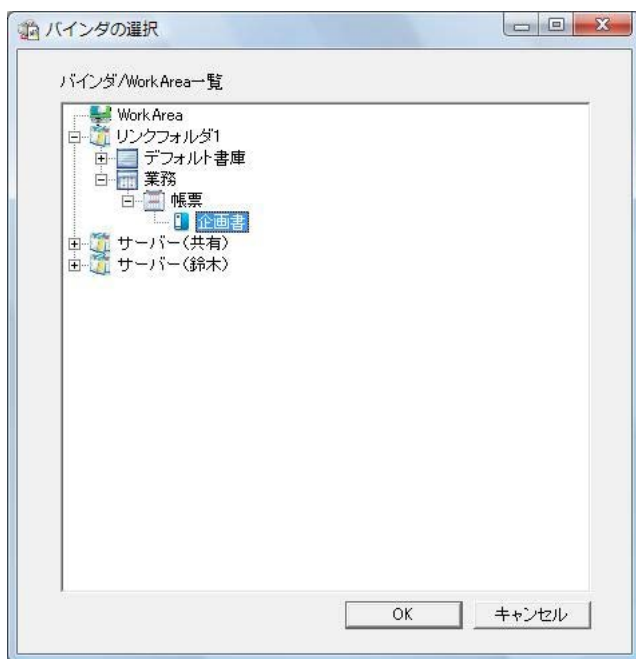 バインダの選択
バインダ/WorkArea一覧
WorkArea
リンクフォルダ1
デフォルト書庫
業務
帳票
企画書
サーバー(共有)
サーバー(鈴木)
OK
キャンセル